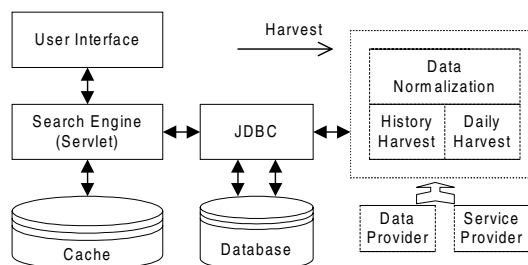 User Interface
Harvest
Data
Normalization
Search Engine
(Servlet)
JDBC
History
Harvest
Daily
Harvest
Cache
Database
Data
Provider
Service
Provider